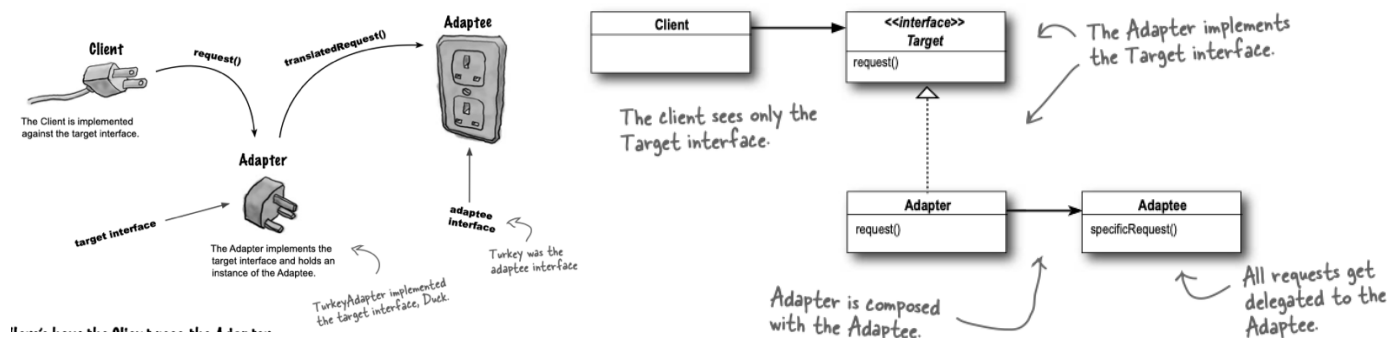 Client
request()
translatedRequest()
Adaptee
The Client is implemented
against the target interface.
Adapter
target interface
The Adapter implements the
target interface and holds an
instance of the Adaptee.
adaptee
interface
Turkey was the
adaptee interface
TurkeyAdapter implemented
the target interface, Duck.
Client
<<interface>>
Target
request()
The Adapter implements
the Target interface.
The client sees only the
Target interface.
Adapter
request()
Adaptee
specificRequest()
Adapter is composed
with the Adaptee.
All requests get
delegated to the
Adaptee.